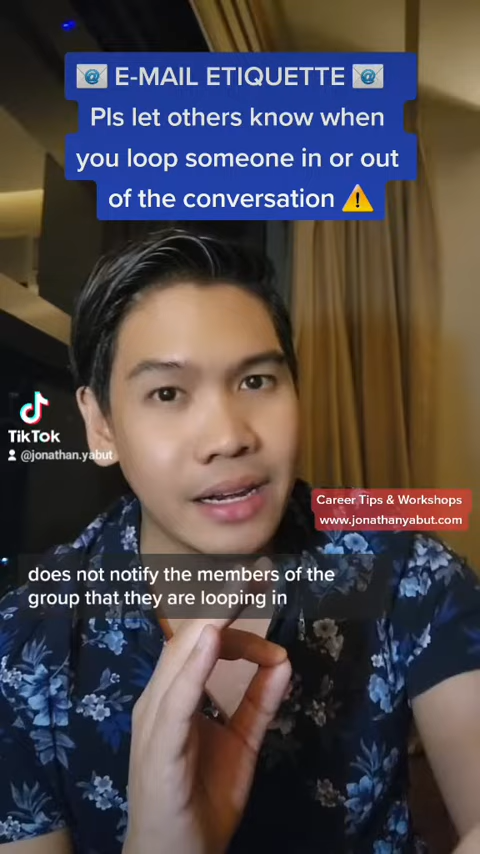 📧 E-MAIL ETIQUETTE 📧
Pls let others know when
you loop someone in or out
of the conversation ⚠️
TikTok
@jonathan.yabut
Career Tips & Workshops
www.jonathanyabut.com
does not notify the members of the
group that they are looping in